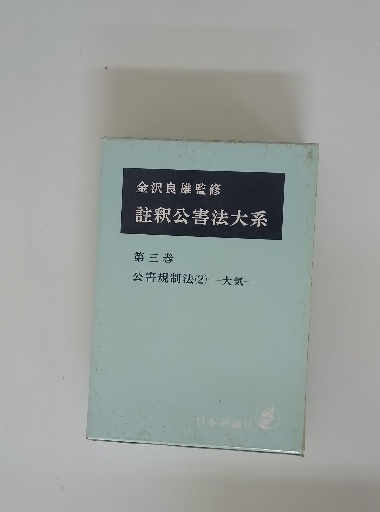 金沢良雄監修
註釈公害法大系
第三巻
公害規制法(2)—大気—
日本評論社